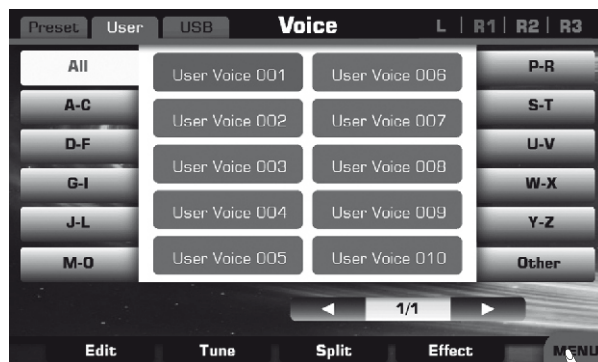 Preset User USB Voice L R1 R2 R3
All User Voice 001 User Voice 006 P-R
A-C User Voice 002 User Voice 007 S-T
D-F User Voice 003 User Voice 008 U-V
G-I User Voice 004 User Voice 009 W-X
J-L User Voice 005 User Voice 010 Y-Z
M-O Other
1/1
Edit Tune Split Effect MENU